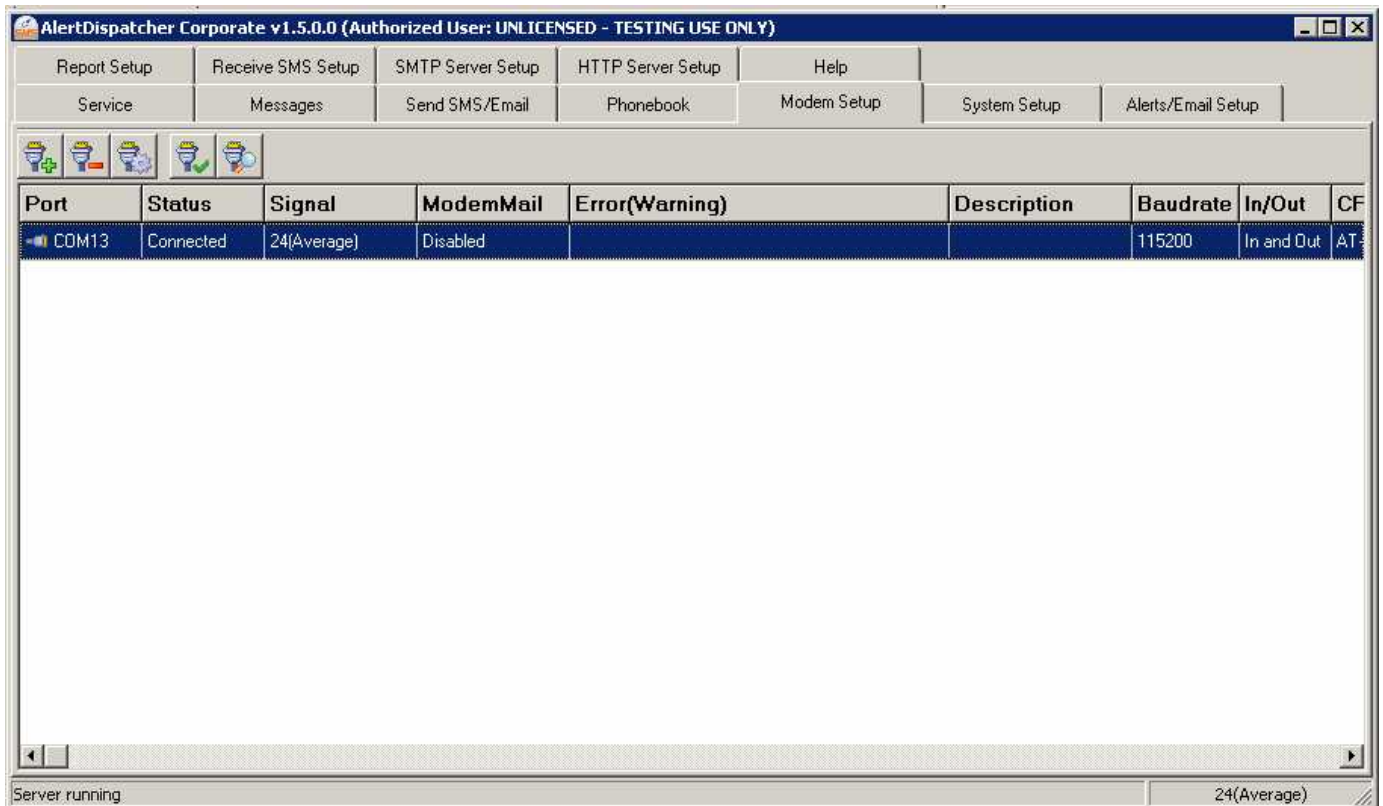 AlertDispatcher Corporate v1.5.0.0 (Authorized User: UNLICENSED - TESTING USE ONLY)
Report Setup Receive SMS Setup SMTP Server Setup HTTP Server Setup Help
Service Messages Send SMS/Email Phonebook Modem Setup System Setup Alerts/Email Setup
Port Status Signal ModemMail Error(Warning) Description Baudrate In/Out CF
COM13 Connected 24(Average) Disabled 115200 In and Out AT-
Server running 24(Average)